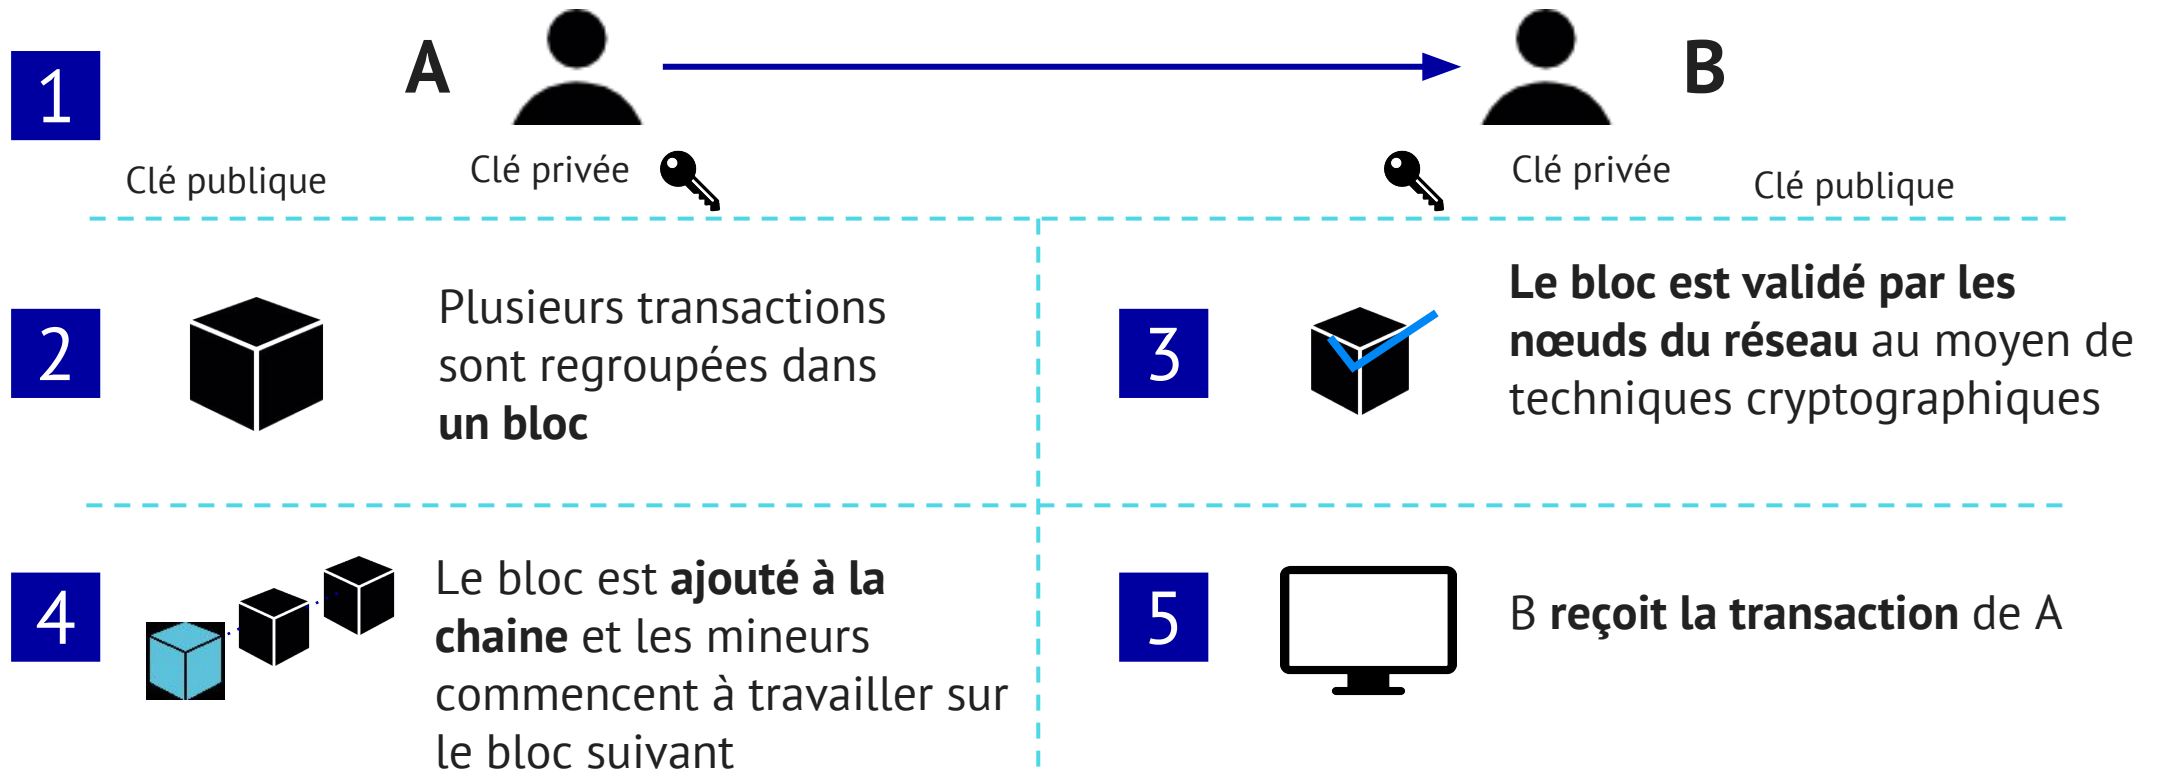 1
A
B
Clé publique
Clé privée
Clé privée
Clé publique
2
Plusieurs transactions
sont regroupées dans
un bloc
3
Le bloc est validé par les
nœuds du réseau au moyen de
techniques cryptographiques
4
Le bloc est ajouté à la
chaine et les mineurs
commencent à travailler sur
le bloc suivant
5
B reçoit la transaction de A